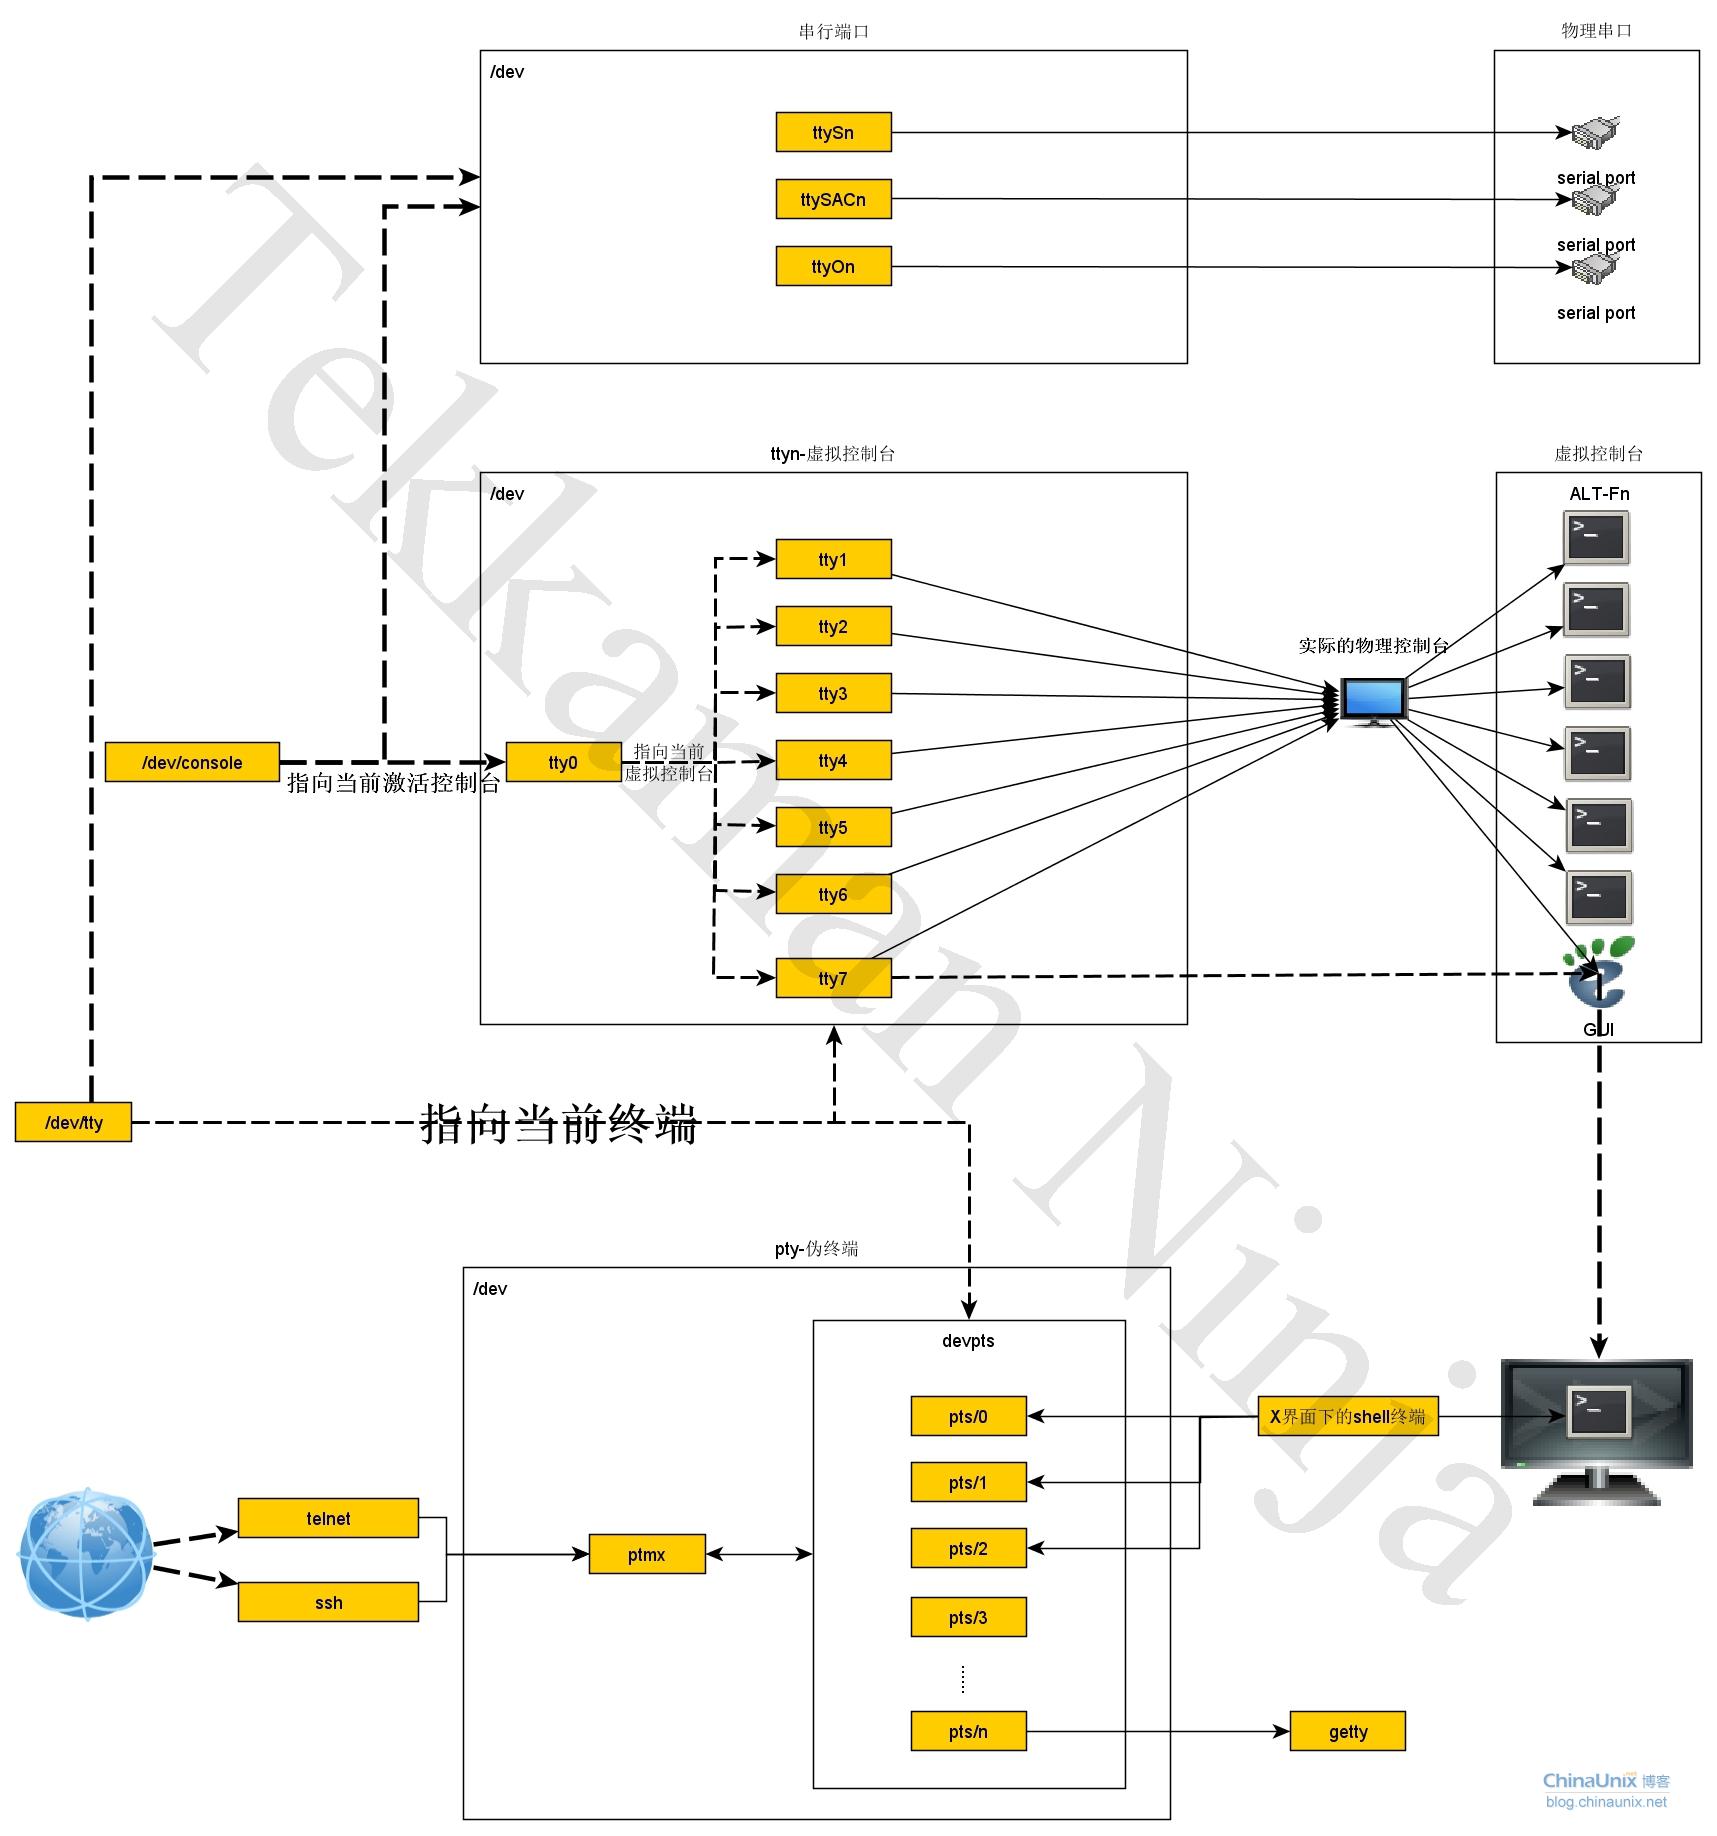 串行端口
物理串口
/dev
ttySn
serial port
ttySACn
serial port
ttyOn
serial port
ttyn-虚拟控制台
虚拟控制台
/dev
ALT-Fn
tty1
tty2
实际的物理控制台
tty3
/dev/console
指向当前激活控制台
tty0
指向当前
虚拟控制台
tty4
tty5
tty6
tty7
GUI
/dev/tty
指向当前终端
pty-伪终端
/dev
devpts
pts/0
X界面下的shell终端
pts/1
telnet
pts/2
ptmx
ssh
pts/3
pts/n
getty
Tekkaman Ninja
ChinaUnix.net 博客
blog.chinaunix.net